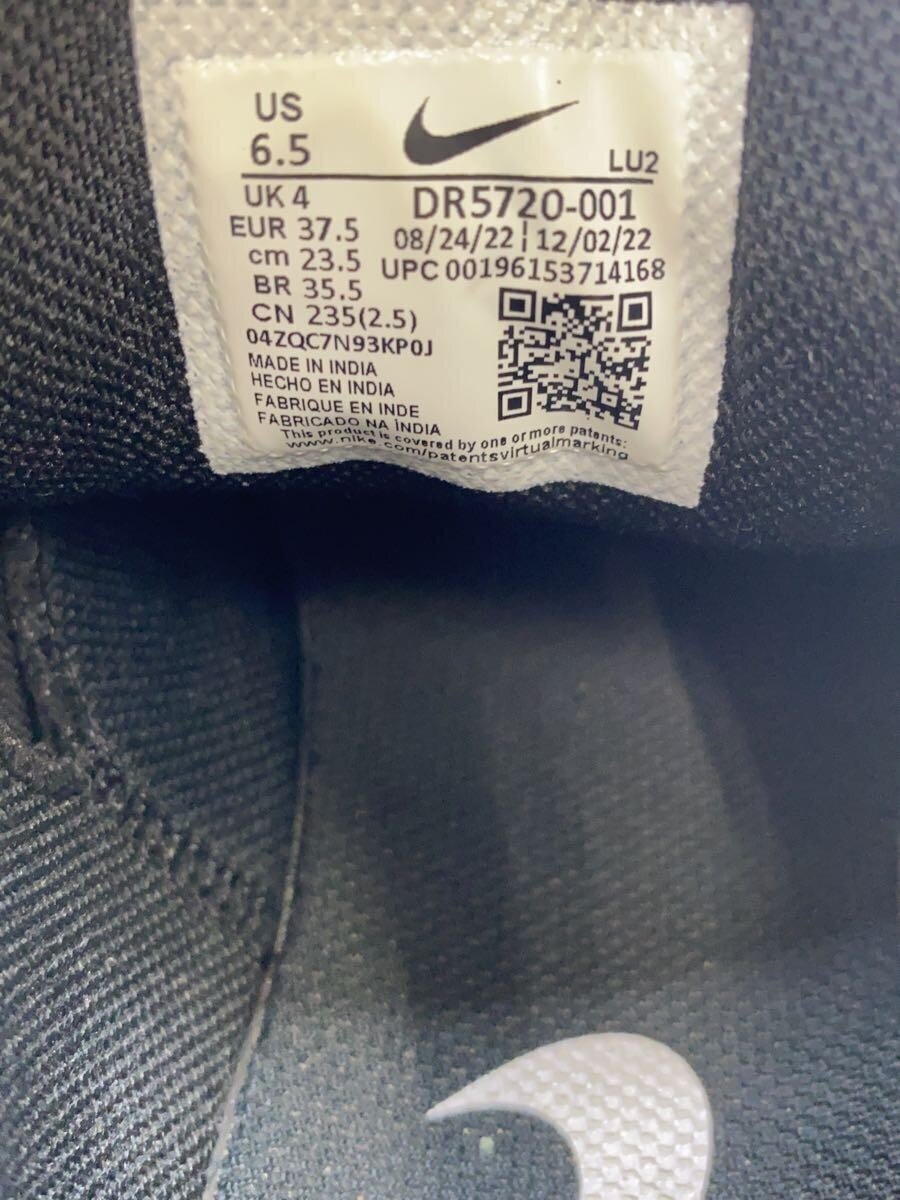 US
6.5
LU2
UK 4
DR5720-001
EUR 37.5
08/24/22 | 12/02/22
cm 23.5
UPC 00196153714168
BR 35.5
CN 235(2.5)
04ZQC7N93KP0J
MADE IN INDIA
HECHO EN INDIA
FABRIQUE EN INDE
FABRICADO NA ÍNDIA
This product is covered by one or more patents:
www.nike.com/patentsvirtualmarking